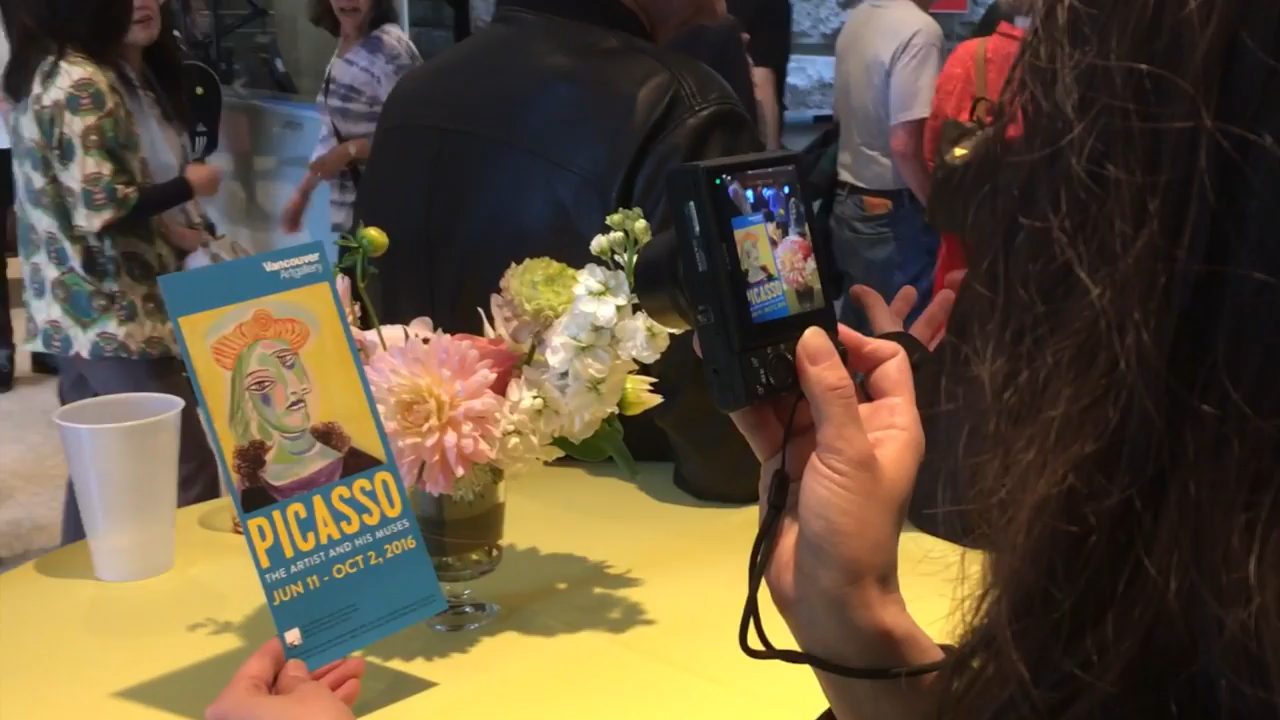 Vancouver
Artgallery
PICASSO
THE ARTIST AND HIS MUSES
JUN 11 - OCT 2, 2016
PICASSO